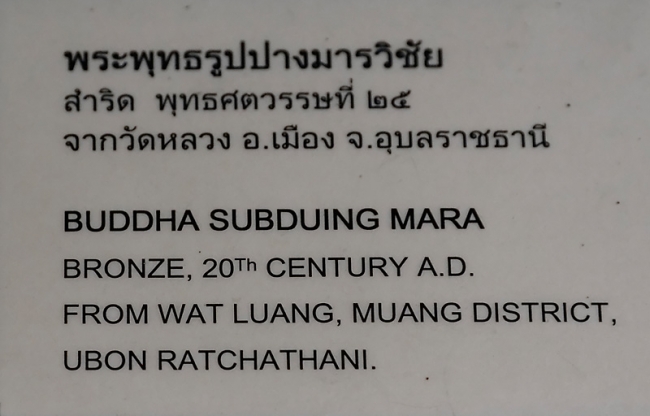 พระพุทธรูปปางมารวิชัย
สำริด พุทธศตวรรษที่ ๒๕
จากวัดหลวง อ.เมือง จ.อุบลราชธานี
BUDDHA SUBDUING MARA
BRONZE, 20Th CENTURY A.D.
FROM WAT LUANG, MUANG DISTRICT,
UBON RATCHATHANI.